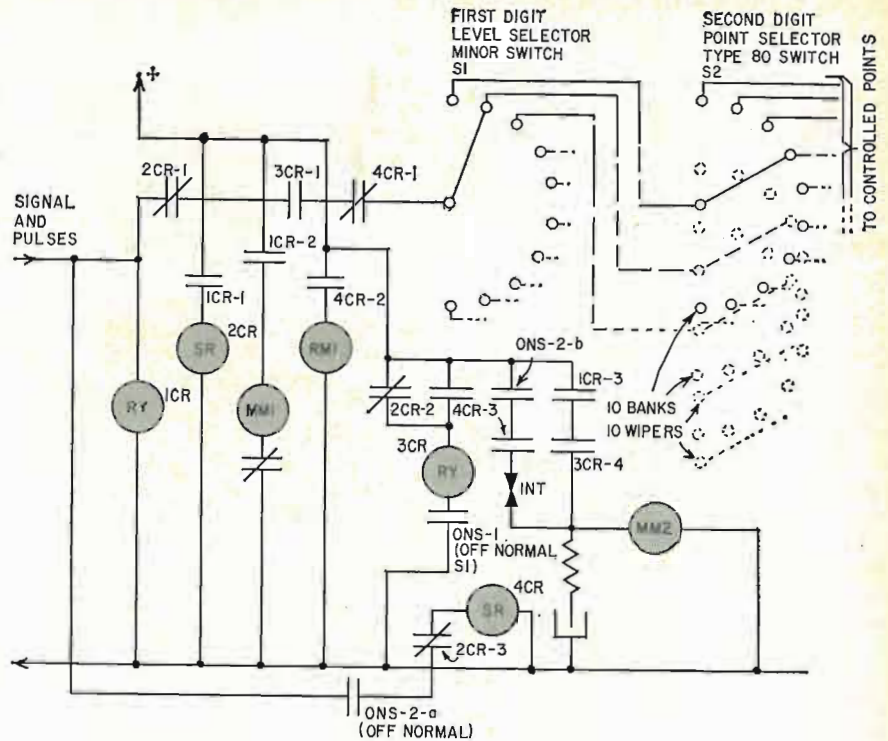 FIRST DIGIT
LEVEL SELECTOR
MINOR SWITCH
S1
SECOND DIGIT
POINT SELECTOR
TYPE 80 SWITCH
S2
TO CONTROLLED POINTS
+
2CR-1
3CR-1
4CR-1
SIGNAL
AND
PULSES
1CR-2
1CR-1
4CR-2
2CR
SR
RM1
ONS-2-b
1CR
RY
MM1
2CR-2
4CR-3
1CR-3
10 BANKS
10 WIPERS
3CR
RY
3CR-4
INT
MM2
ONS-1
(OFF NORMAL
S1)
4CR
SR
2CR-3
ONS-2-a
(OFF NORMAL)